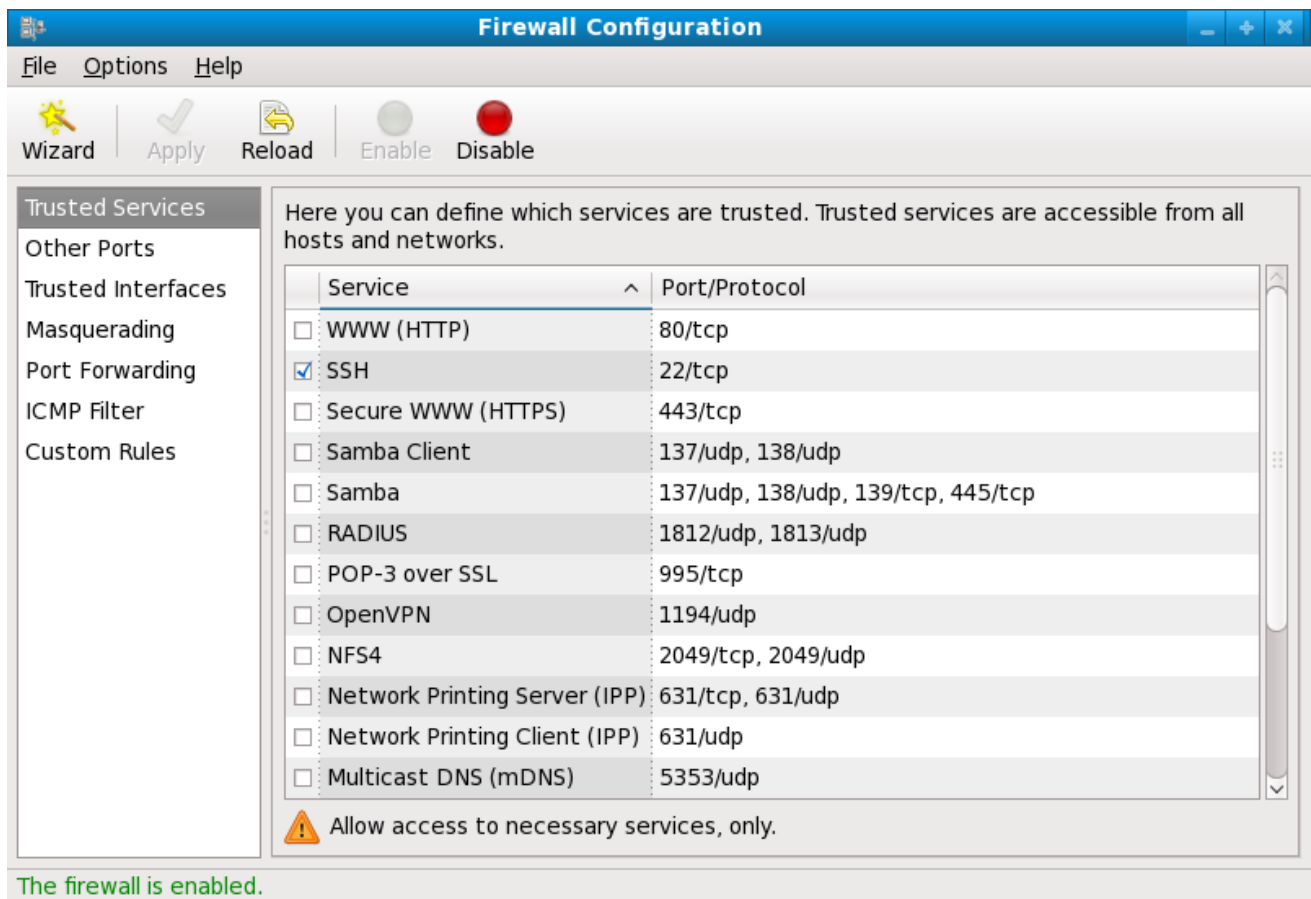 Firewall Configuration
File Options Help
Wizard Apply Reload Enable Disable
Trusted Services
Other Ports
Trusted Interfaces
Masquerading
Port Forwarding
ICMP Filter
Custom Rules
Here you can define which services are trusted. Trusted services are accessible from all
hosts and networks.
Service Port/Protocol
WWW (HTTP) 80/tcp
SSH 22/tcp
Secure WWW (HTTPS) 443/tcp
Samba Client 137/udp, 138/udp
Samba 137/udp, 138/udp, 139/tcp, 445/tcp
RADIUS 1812/udp, 1813/udp
POP-3 over SSL 995/tcp
OpenVPN 1194/udp
NFS4 2049/tcp, 2049/udp
Network Printing Server (IPP) 631/tcp, 631/udp
Network Printing Client (IPP) 631/udp
Multicast DNS (mDNS) 5353/udp
Allow access to necessary services, only.
The firewall is enabled.